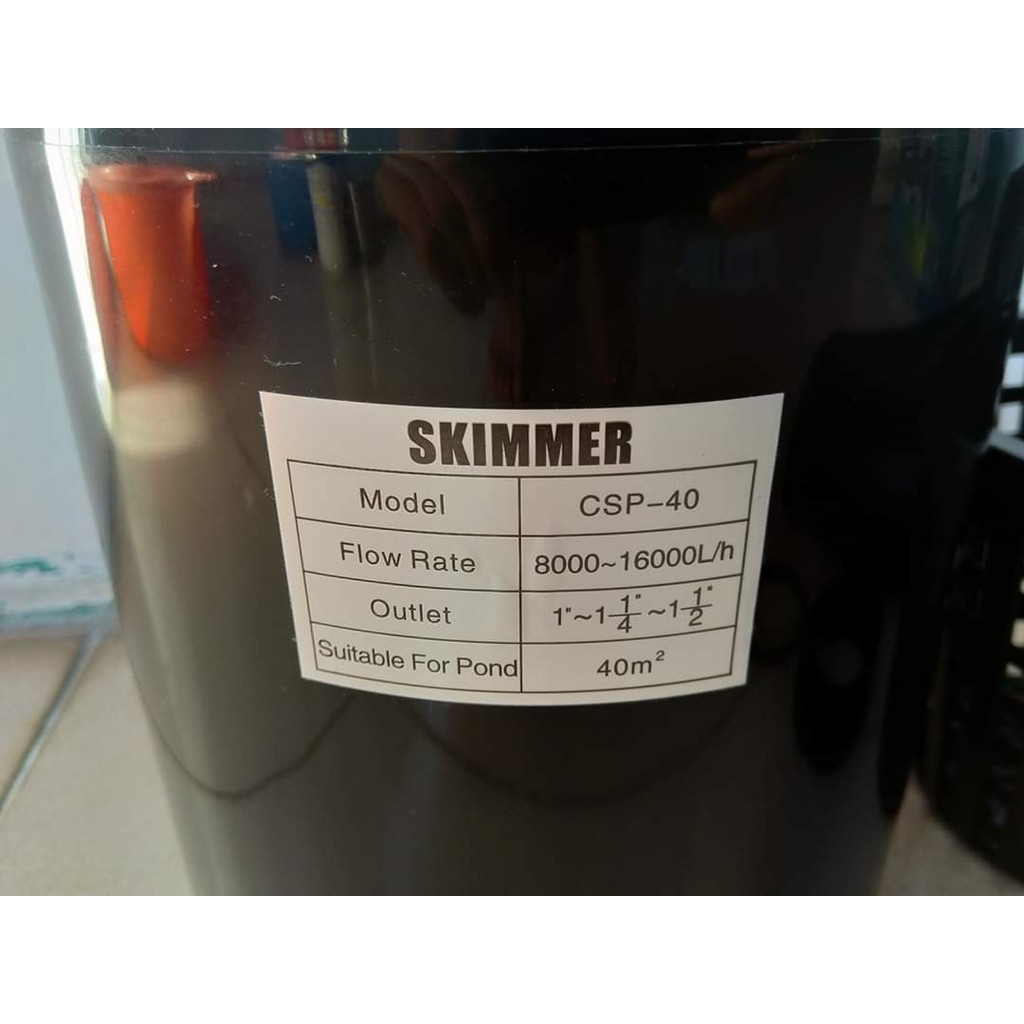 SKIMMER
Model CSP-40
Flow Rate 8000~16000L/h
Outlet 1"~1 1/4"~1 1/2"
Suitable For Pond 40m²